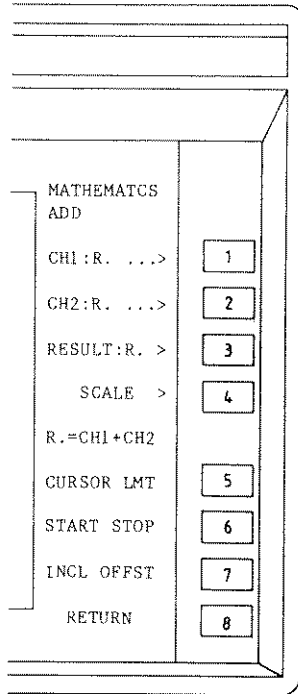 MATHEMATCS
ADD
CH1:R. ...> 1
CH2:R. ...> 2
RESULT:R. > 3
SCALE > 4
R.=CH1+CH2
CURSOR LMT 5
START STOP 6
INCL OFFST 7
RETURN 8